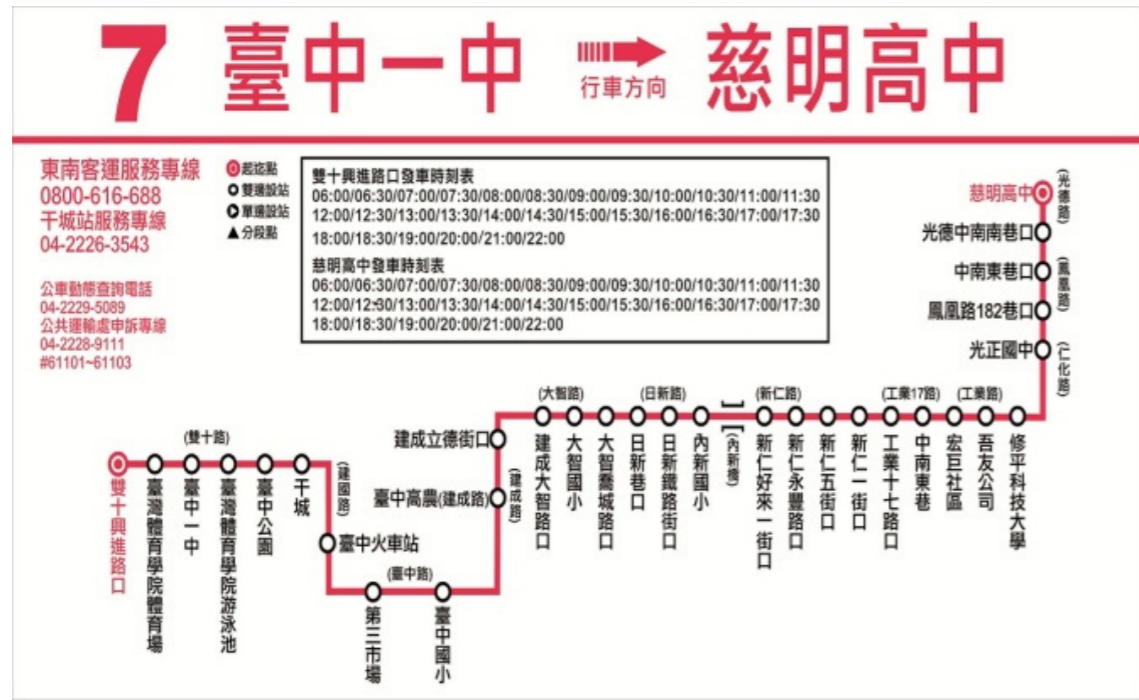 7 臺中一中 行車方向 慈明高中
東南客運服務專線
0800-616-688
干城站服務專線
04-2226-3543
公車動態查詢電話
04-2229-5089
公共運輸處申訴專線
04-2228-9111
#61101~61103
起迄點
雙邊設站
單邊設站
分段點
雙十興進路口發車時刻表
06:00/06:30/07:00/07:30/08:00/08:30/09:00/09:30/10:00/10:30/11:00/11:30
12:00/12:30/13:00/13:30/14:00/14:30/15:00/15:30/16:00/16:30/17:00/17:30
18:00/18:30/19:00/20:00/21:00/22:00
慈明高中發車時刻表
06:00/06:30/07:00/07:30/08:00/08:30/09:00/09:30/10:00/10:30/11:00/11:30
12:00/12:30/13:00/13:30/14:00/14:30/15:00/15:30/16:00/16:30/17:00/17:30
18:00/18:30/19:00/20:00/21:00/22:00
雙十興進路口
(雙十路)
臺灣體育學院體育場
臺中一中
臺灣體育學院游泳池
臺中公園
干城
(建國路)
臺中火車站
(臺中路)
第三市場
臺中國小
(建成路)
臺中高農(建成路)
建成立德街口
(大智路)
建成大智路口
大智國小
大智喬城路口
日新巷口
(日新路)
日新鐵路街口
內新國小
(內新橋)
(新仁路)
新仁好來一街口
新仁永豐路口
新仁五街口
新仁一街口
(工業17路)
工業十七路口
中南東巷
(工業路)
宏巨社區
吾友公司
修平科技大學
(仁化路)
光正國中
鳳凰路182巷口
(鳳凰路)
中南東巷口
光德中南南巷口
(光德路)
慈明高中